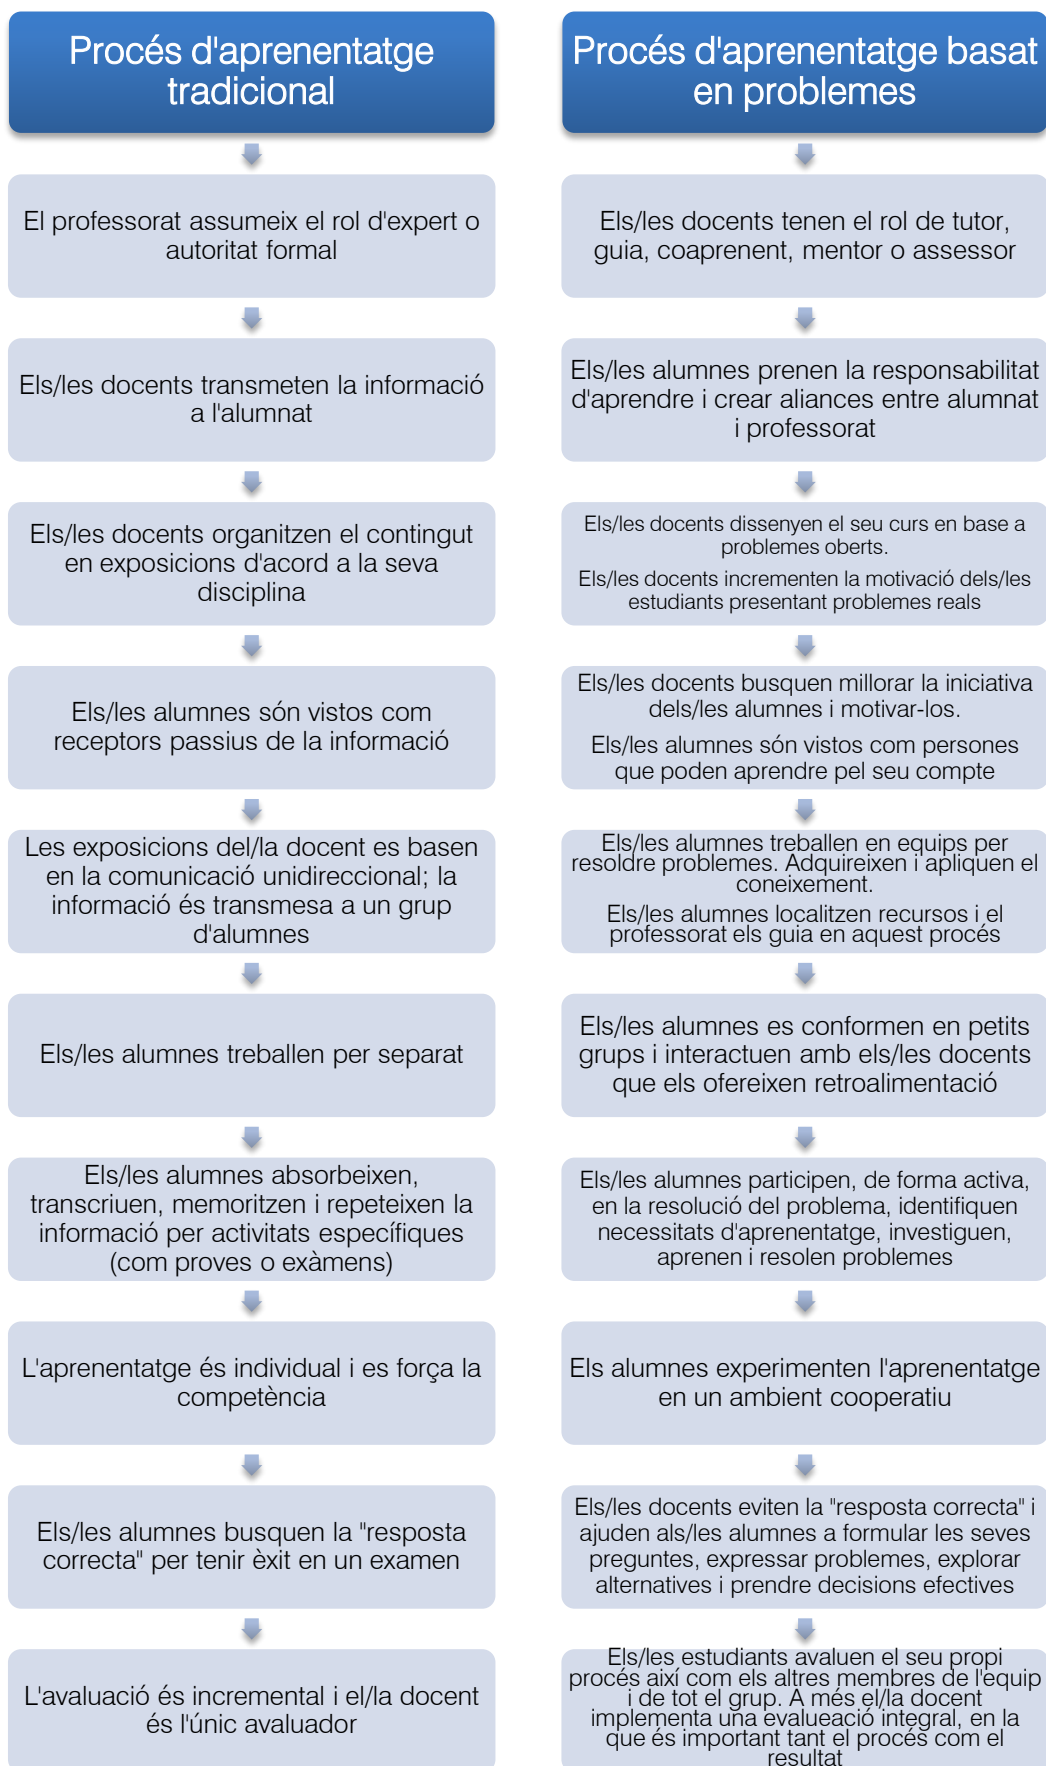 Procés d'aprenentatge
tradicional
El professorat assumeix el rol d'expert o
autoritat formal
Els/les docents transmeten la informació
a l'alumnat
Els/les docents organitzen el contingut
en exposicions d'acord a la seva
disciplina
Els/les alumnes són vistos com
receptors passius de la informació
Les exposicions del/la docent es basen
en la comunicació unidireccional; la
informació és transmesa a un grup
d'alumnes
Els/les alumnes treballen per separat
Els/les alumnes absorbeixen,
transcriuen, memoritzen i repeteixen la
informació per activitats específiques
(com proves o exàmens)
L'aprenentatge és individual i es força la
competència
Els/les alumnes busquen la "resposta
correcta" per tenir èxit en un examen
L'avaluació és incremental i el/la docent
és l'únic avaluador
Procés d'aprenentatge basat
en problemes
Els/les docents tenen el rol de tutor,
guia, coaprenent, mentor o assessor
Els/les alumnes prenen la responsabilitat
d'aprendre i crear aliances entre alumnat
i professorat
Els/les docents dissenyen el seu curs en base a
problemes oberts.
Els/les docents incrementen la motivació dels/les
estudiants presentant problemes reals
Els/les docents busquen millorar la iniciativa
dels/les alumnes i motivar-los.
Els/les alumnes són vistos com persones
que poden aprendre pel seu compte
Els/les alumnes treballen en equips per
resoldre problemes. Adquireixen i apliquen el
coneixement.
Els/les alumnes localitzen recursos i el
professorat els guia en aquest procés
Els/les alumnes es conformen en petits
grups i interactuen amb els/les docents
que els ofereixen retroalimentació
Els/les alumnes participen, de forma activa,
en la resolució del problema, identifiquen
necessitats d'aprenentatge, investiguen,
aprenen i resolen problemes
Els alumnes experimenten l'aprenentatge
en un ambient cooperatiu
Els/les docents eviten la "resposta correcta" i
ajuden als/les alumnes a formular les seves
preguntes, expressar problemes, explorar
alternatives i prendre decisions efectives
Els/les estudiants avaluen el seu propi
procés així com els altres membres de l'equip
i de tot el grup. A més el/la docent
implementa una evalueació integral, en la
que és important tant el procés com el
resultat